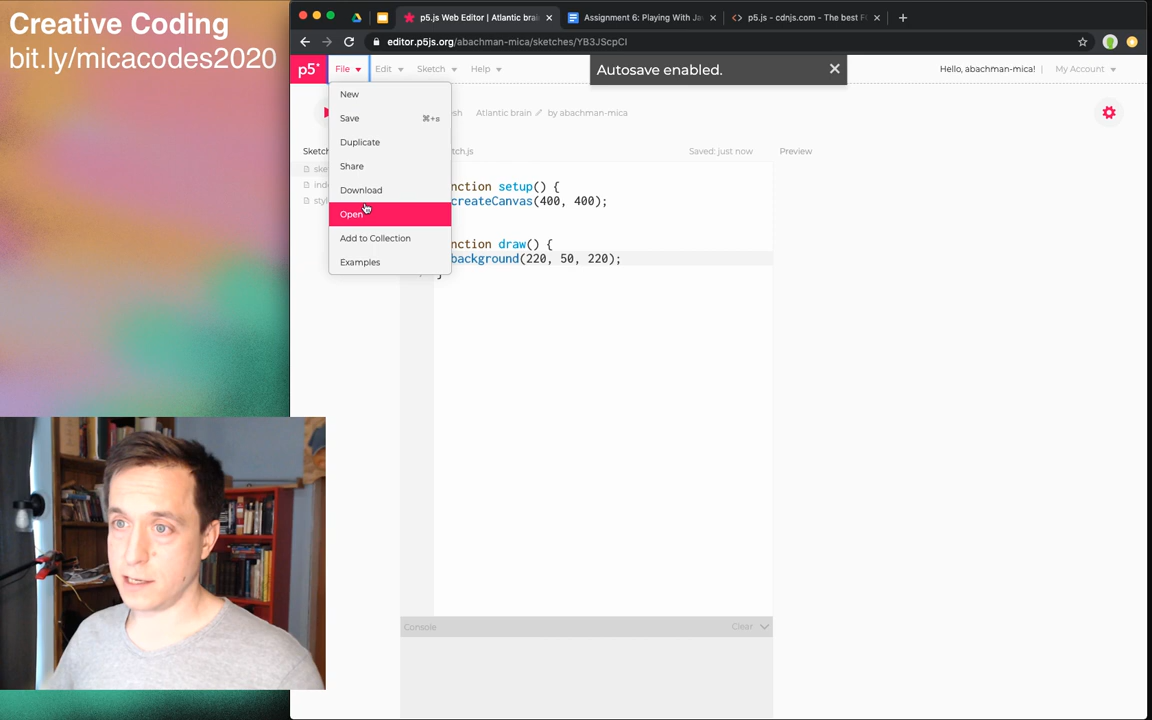 Creative Coding
bit.ly/micacodes2020
p5.js Web Editor | Atlantic brai
Assignment 6: Playing With Ja
p5.js - cdnjs.com - The best F
editor.p5js.org/abachman-mica/sketches/YB3JScpCI
p5*
File
Edit
Sketch
Help
Autosave enabled.
Hello, abachman-mica!
My Account
New
Save ⌘+s
Duplicate
Share
Download
Open
Add to Collection
Examples
esh
Atlantic brain
by abachman-mica
Sketch
tch.js
Saved: just now
Preview
ske
inde
styl
nction setup() {
createCanvas(400, 400);
nction draw() {
background(220, 50, 220);
}
Console
Clear